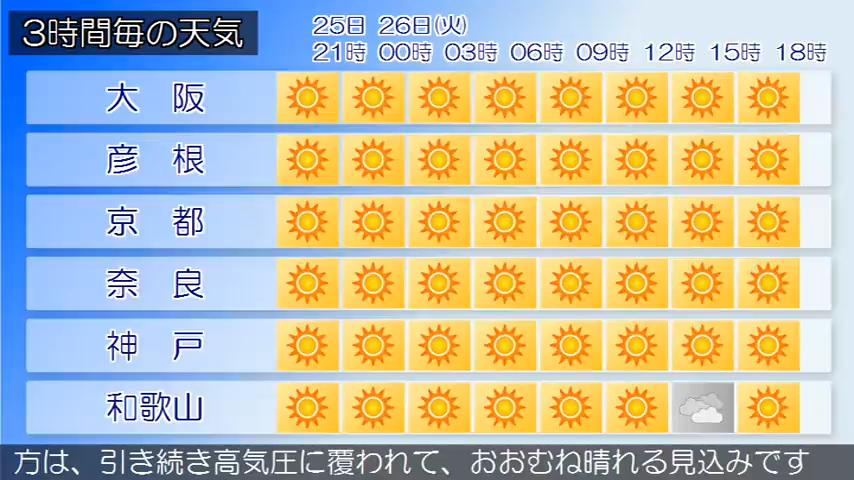 3時間毎の天気
25日 26日(火)
21時 00時 03時 06時 09時 12時 15時 18時
大 阪
彦 根
京 都
奈 良
神 戸
和歌山
方は、引き続き高気圧に覆われて、おおむね晴れる見込みです